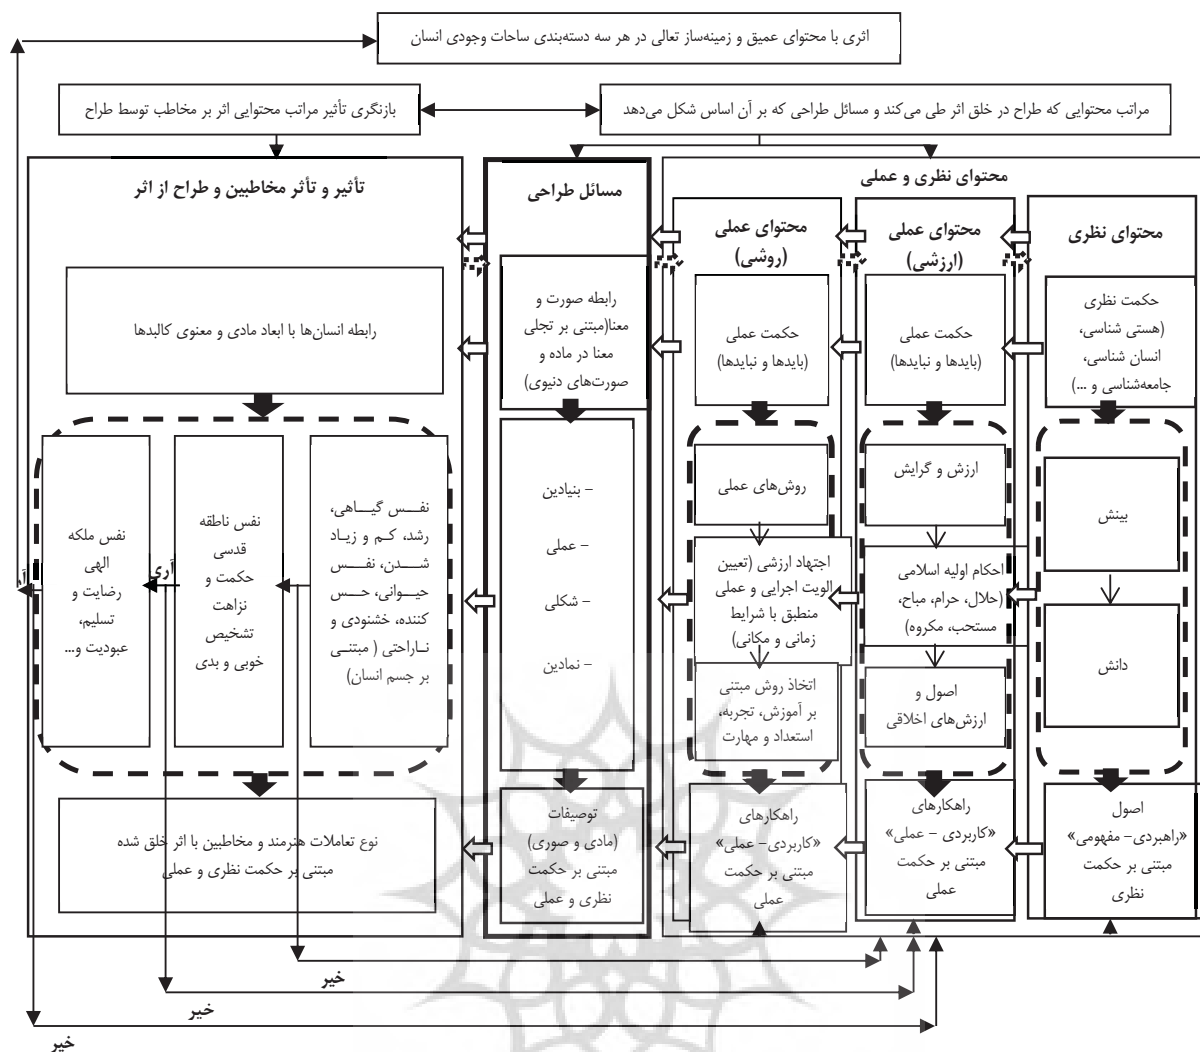 اثری با محتوای عمیق و زمینه‌ساز تعالی در هر سه دسته‌بندی ساحات وجودی انسان
مراتب محتوایی که طراح در خلق اثر طی می‌کند و مسائل طراحی که بر آن اساس شکل می‌دهد
بازنگری تأثیر مراتب محتوایی اثر بر مخاطب توسط طراح
محتوای نظری و عملی
محتوای نظری
حکمت نظری
(هستی شناسی،
انسان شناسی،
جامعه‌شناسی و ...)
بینش
دانش
اصول
«راهبردی- مفهومی»
مبتنی بر حکمت
نظری
محتوای عملی
(ارزشی)
حکمت عملی
(بایدها و نبایدها)
ارزش و گرایش
احکام اولیه اسلامی
(حلال، حرام، مباح،
مستحب، مکروه)
اصول و
ارزش‌های اخلاقی
راهکارهای
«کاربردی - عملی»
مبتنی بر حکمت
عملی
محتوای عملی
(روشی)
حکمت عملی
(بایدها و نبایدها)
روش‌های عملی
اجتهاد ارزشی (تعیین
الویت اجرایی و عملی
منطبق با شرایط
زمانی و مکانی)
اتخاذ روش مبتنی
بر آموزش، تجربه،
استعداد و مهارت
راهکارهای
«کاربردی- عملی»
مبتنی بر حکمت
عملی
مسائل طراحی
رابطه صورت و
معنا(مبتنی بر تجلی
معنا در ماده و
صورت‌های دنیوی)
- بنیادین
- عملی
- شکلی
- نمادین
توصیفات
(مادی و صوری)
مبتنی بر حکمت
نظری و عملی
تأثیر و تأثر مخاطبین و طراح از اثر
رابطه انسان‌ها با ابعاد مادی و معنوی کالبدها
نفس گیاهی،
رشد، کم و زیاد
شدن، نفس
حیوانی، حس
کننده، خشنودی و
ناراحتی ( مبتنی
بر جسم انسان)
نفس ناطقه
قدسی
حکمت و
نزاهت
تشخیص
خوبی و بدی
آری
نفس ملکه
الهی
رضایت و
تسلیم،
عبودیت و...
نوع تعاملات هنرمند و مخاطبین با اثر خلق شده
مبتنی بر حکمت نظری و عملی
خیر
خیر
خیر